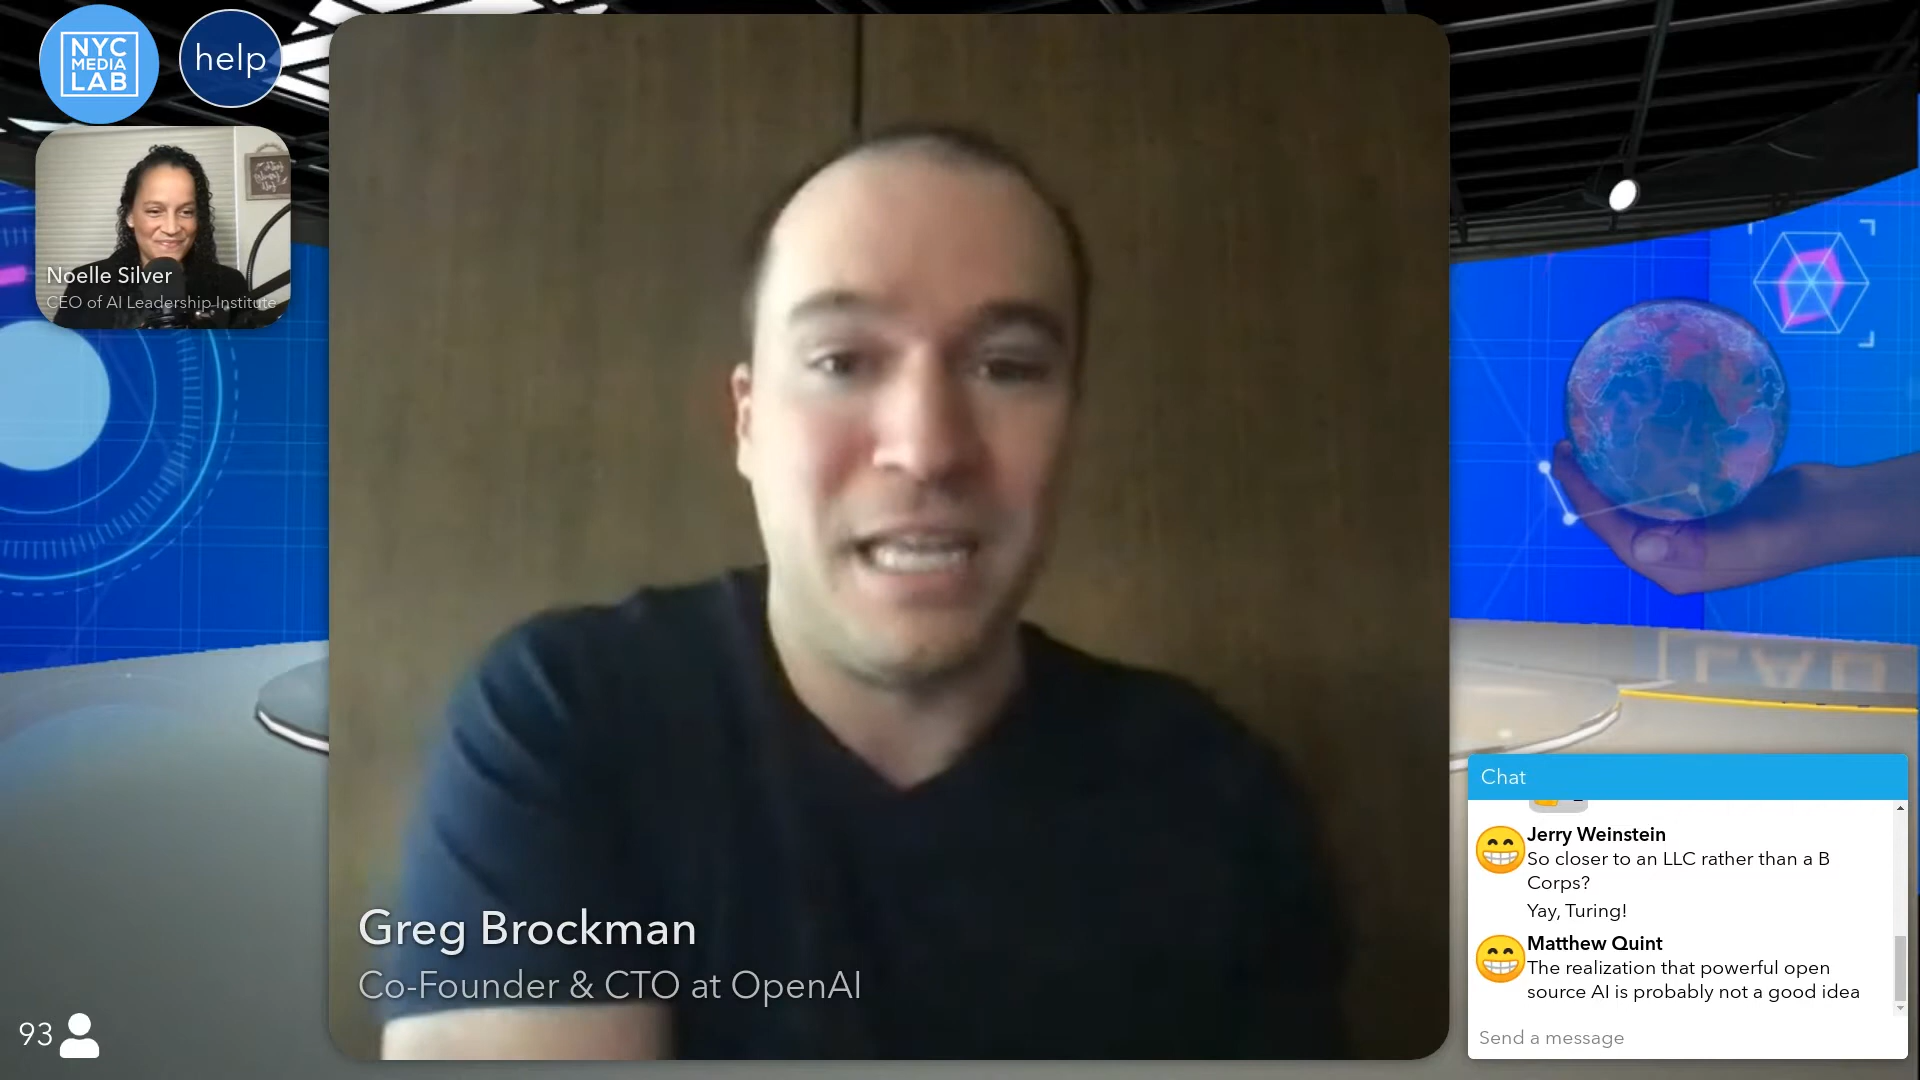 NYC
MEDIA
LAB
help
Noelle Silver
CEO of AI Leadership Institute
Greg Brockman
Co-Founder & CTO at OpenAI
93
Chat
Jerry Weinstein
So closer to an LLC rather than a B
Corps?
Yay, Turing!
Matthew Quint
The realization that powerful open
source AI is probably not a good idea
Send a message